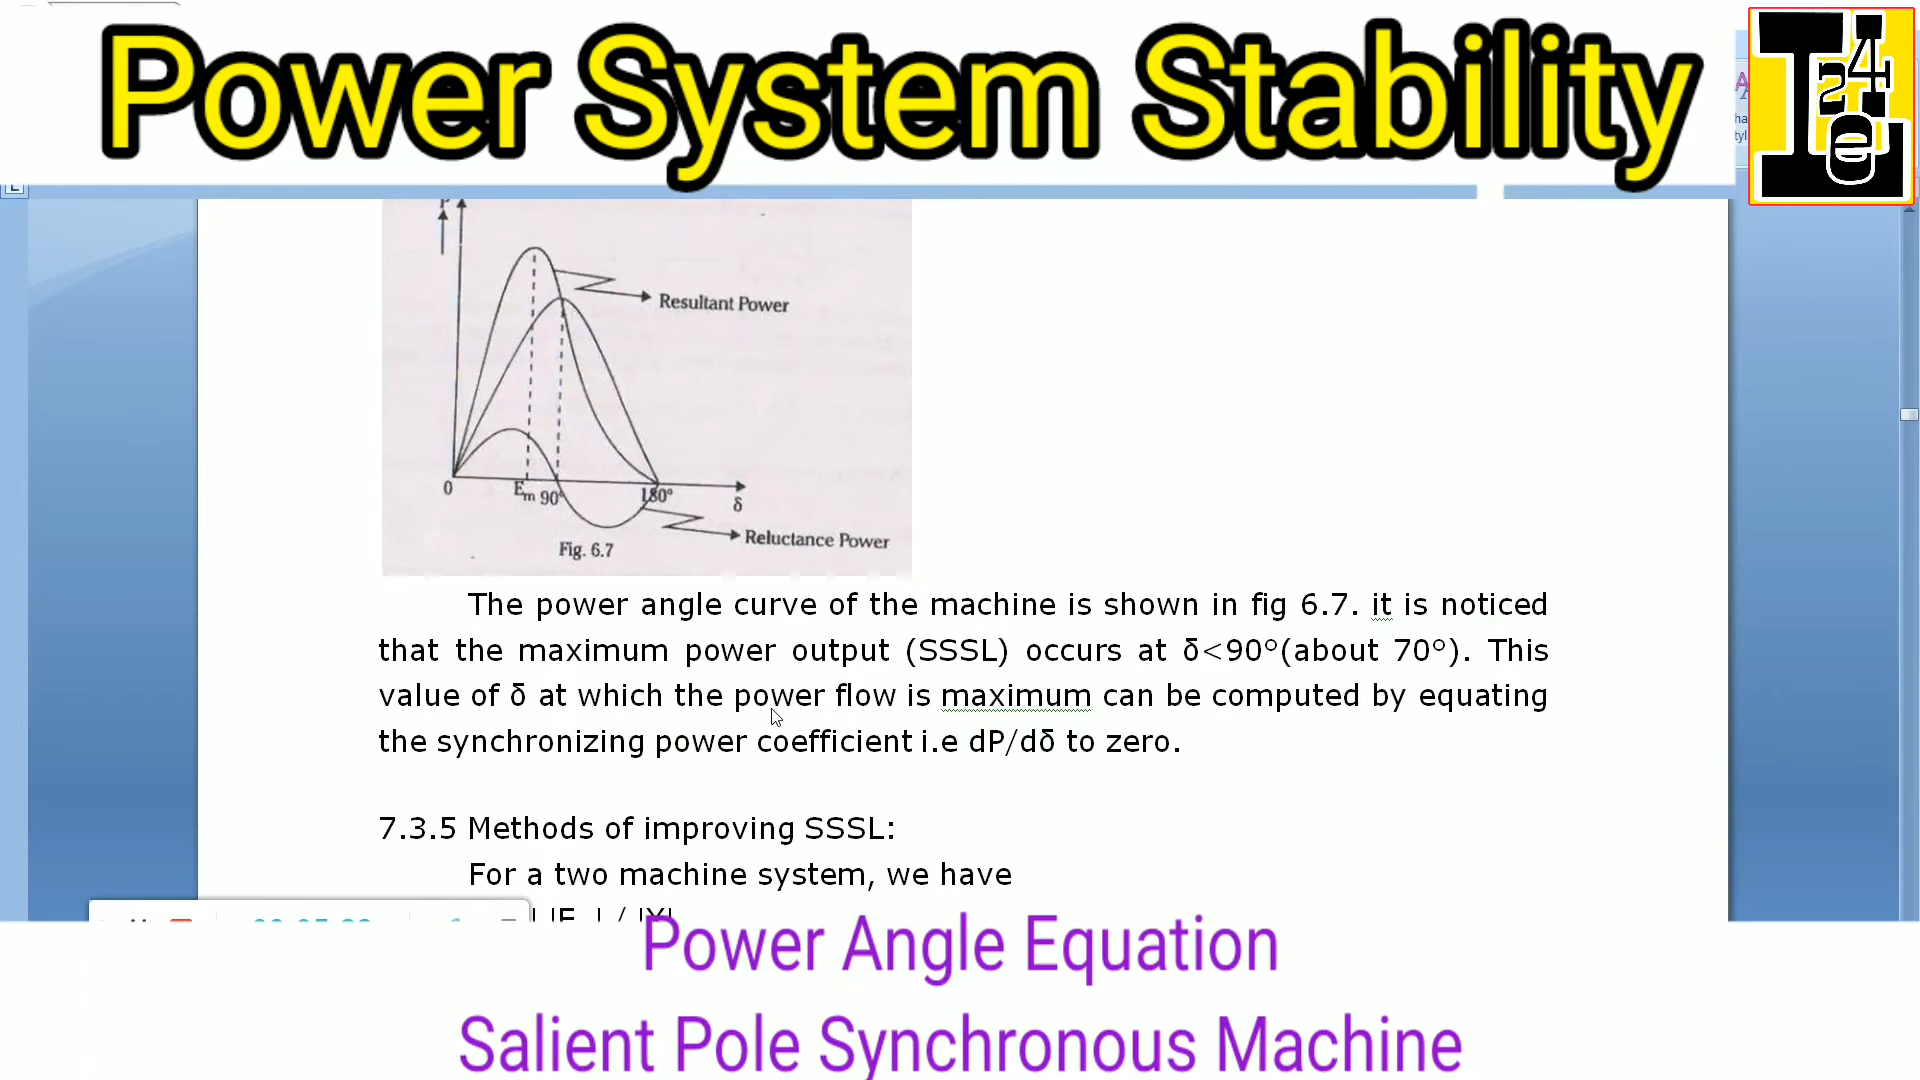 Power System Stability
L
24
e
P
Resultant Power
0
Em 90°
180°
δ
Reluctance Power
Fig. 6.7
The power angle curve of the machine is shown in fig 6.7. it is noticed
that the maximum power output (SSSL) occurs at δ<90°(about 70°). This
value of δ at which the power flow is maximum can be computed by equating
the synchronizing power coefficient i.e dP/dδ to zero.
7.3.5 Methods of improving SSSL:
For a two machine system, we have
Power Angle Equation
Salient Pole Synchronous Machine